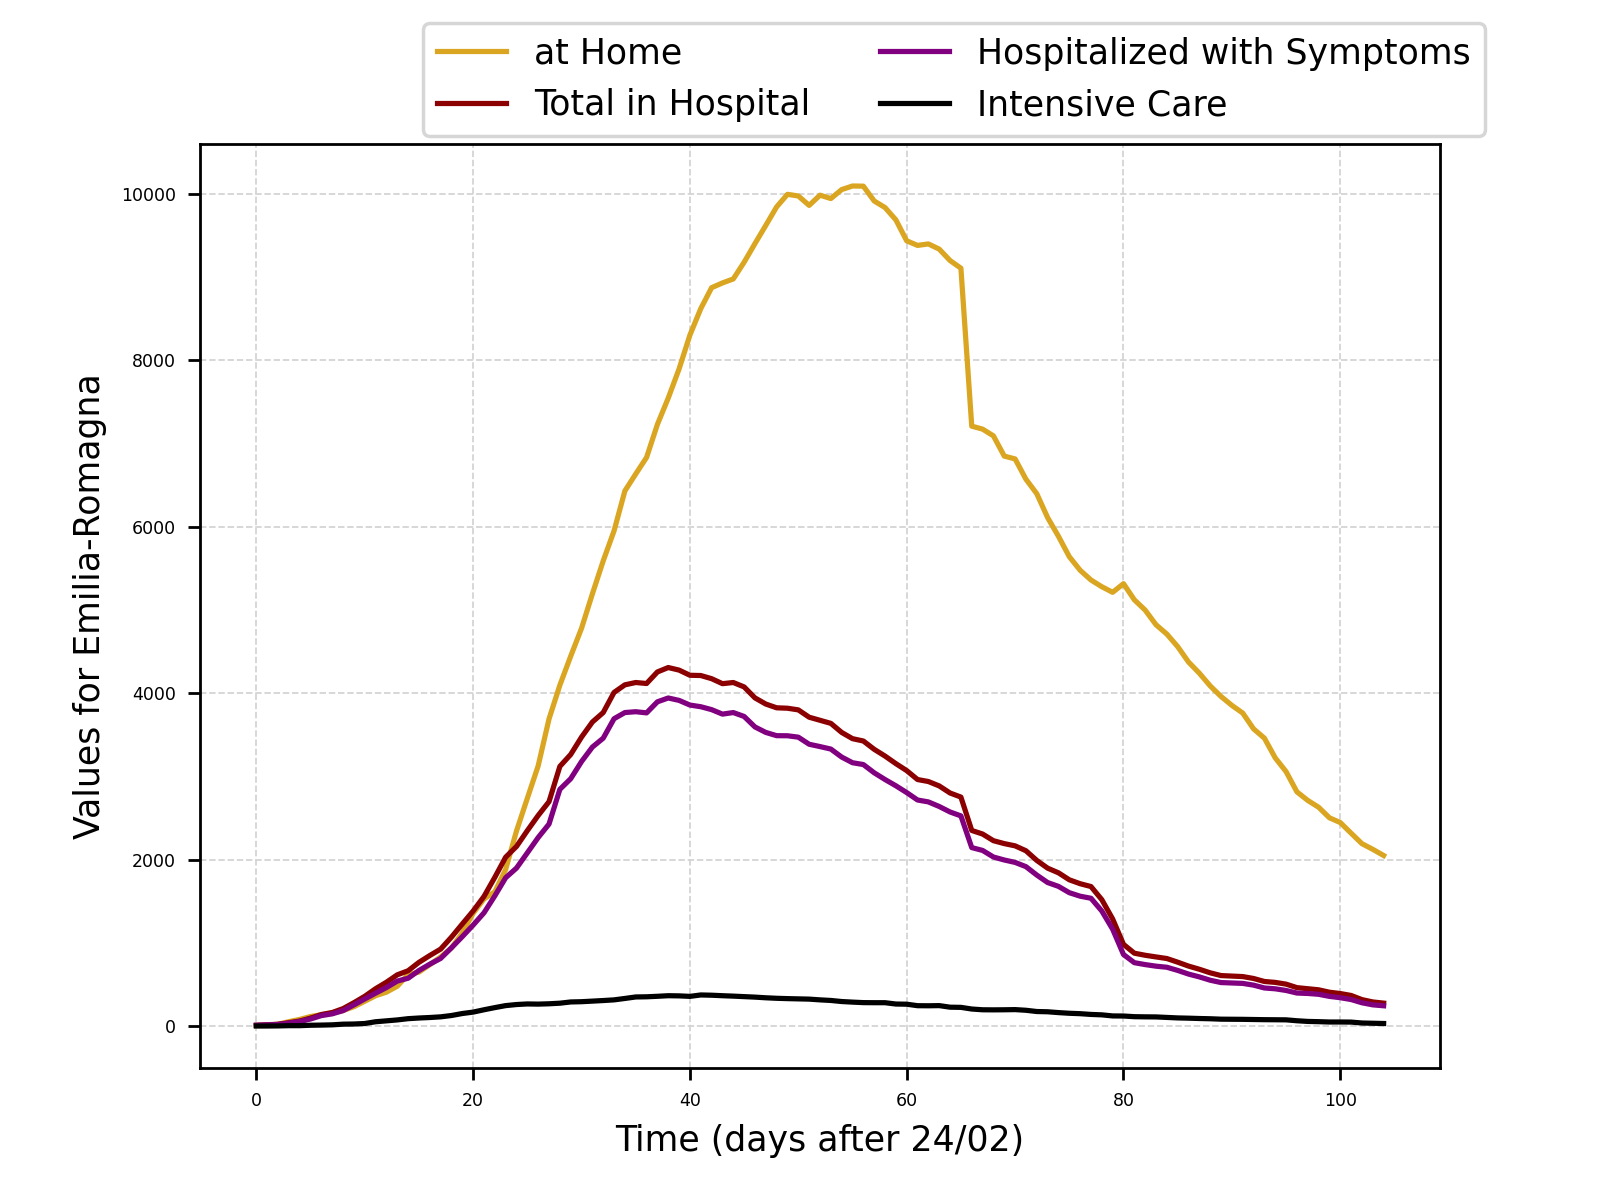 at Home
Total in Hospital
Hospitalized with Symptoms
Intensive Care
Values for Emilia-Romagna
10000
8000
6000
4000
2000
0
0 20 40 60 80 100
Time (days after 24/02)